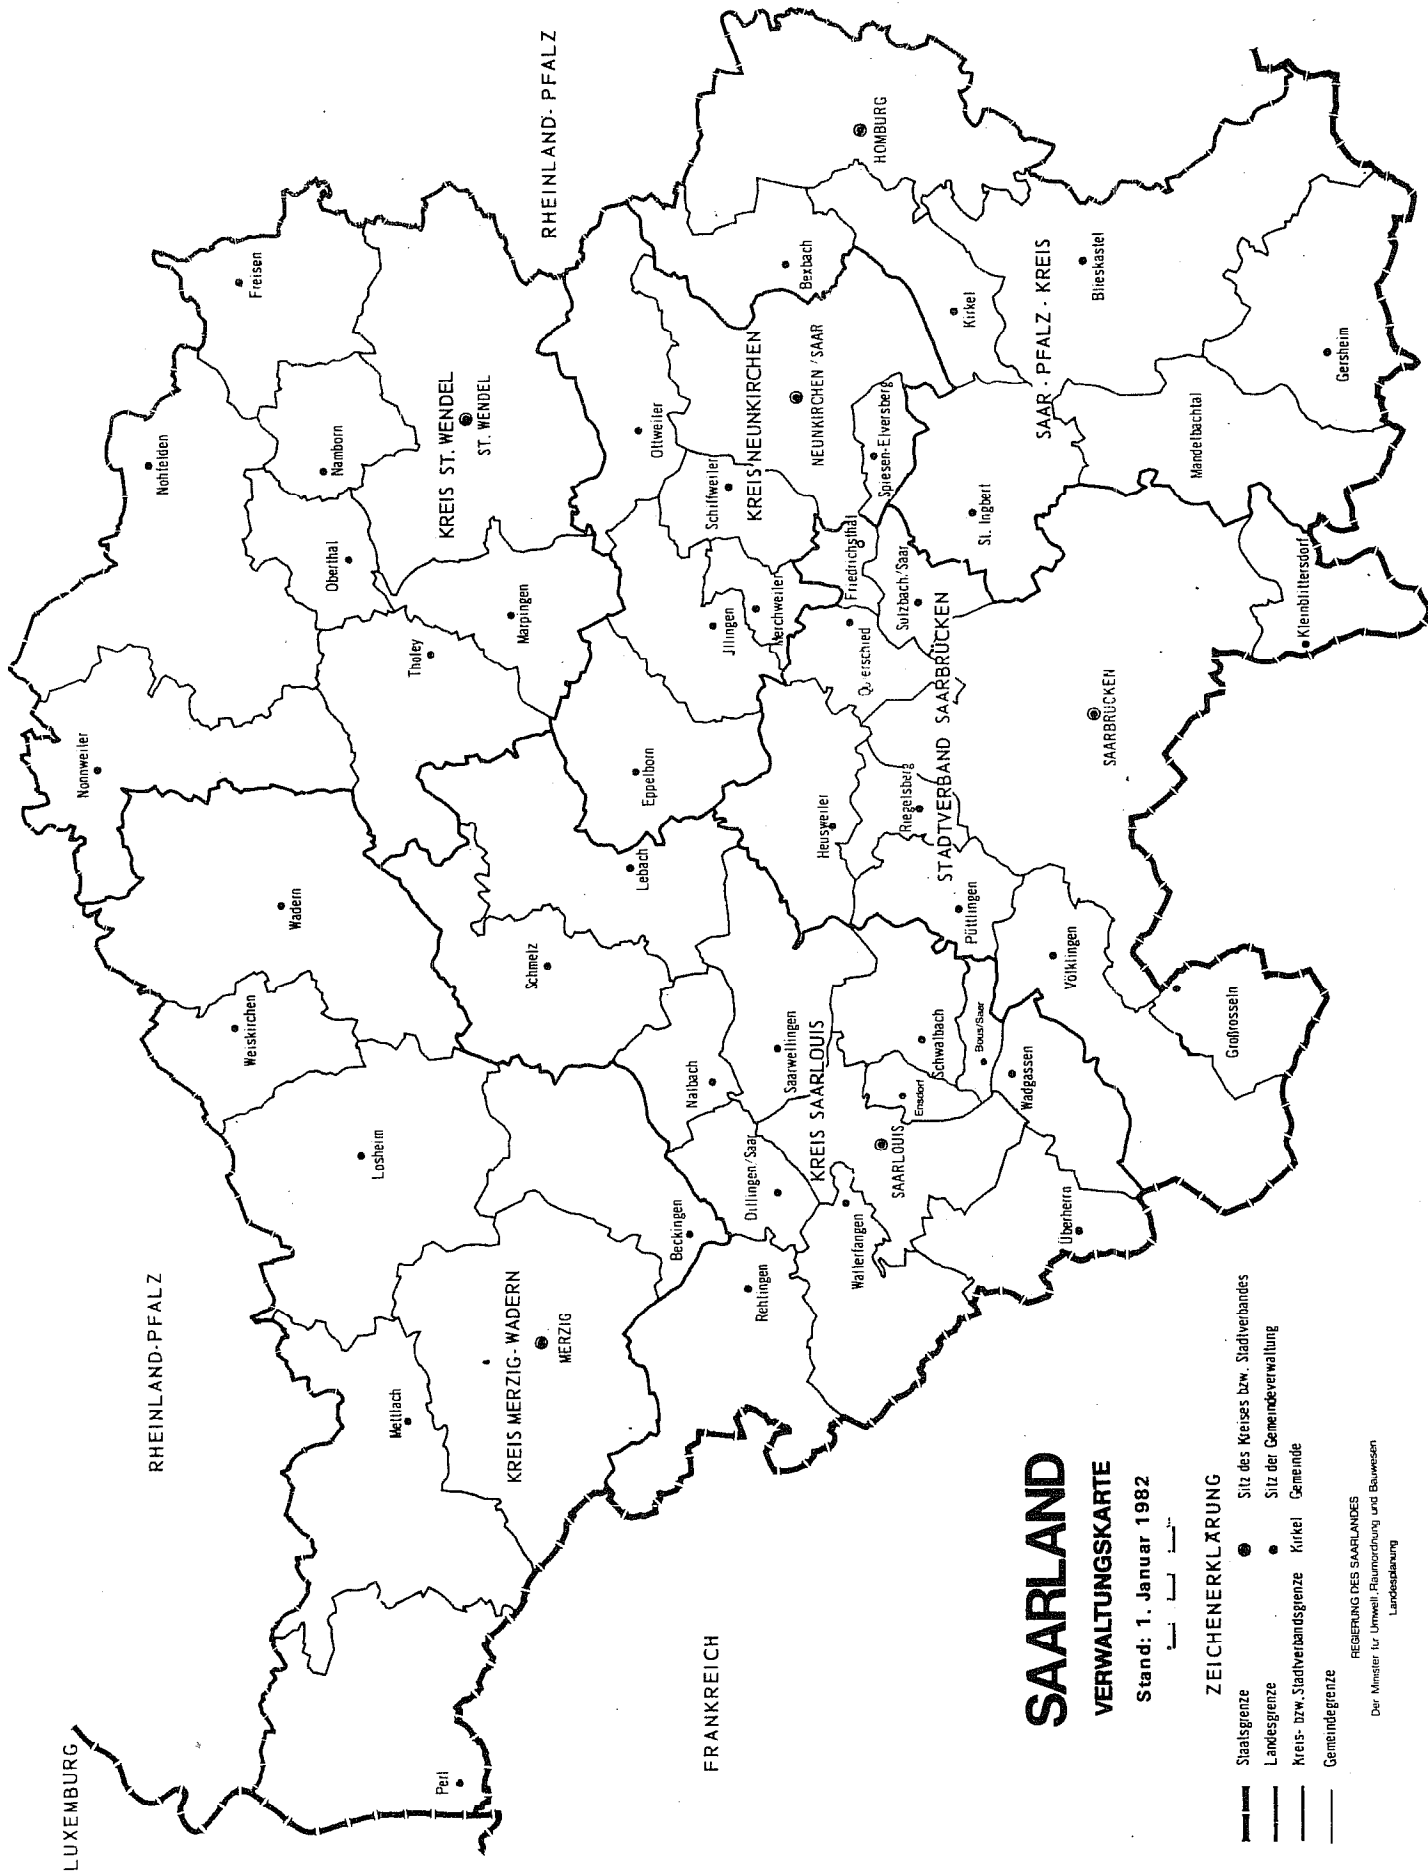 LUXEMBURG
RHEINLAND-PFALZ
RHEINLAND-PFALZ
FRANKREICH
Perl
Mettlach
KREIS MERZIG-WADERN
MERZIG
Losheim
Weiskirchen
Wadern
Beckingen
Nonnweiler
Nohfelden
Freisen
Oberthal
Namborn
Tholey
Marpingen
KREIS ST. WENDEL
ST. WENDEL
Schmelz
Lebach
Nalbach
Saarwellingen
KREIS SAARLOUIS
Dillingen/Saar
Rehlingen
Wallerfangen
SAARLOUIS
Ensdorf
Schwalbach
Bous/Saar
Wadgassen
Überherrn
Eppelborn
Illingen
Merchweiler
Schiffweiler
Ottweiler
KREIS NEUNKIRCHEN
NEUNKIRCHEN/SAAR
Spiesen-Elversberg
Heusweiler
Riegelsberg
Püttlingen
Völklingen
Großrosseln
STADTVERBAND SAARBRÜCKEN
SAARBRÜCKEN
Quierschied
Friedrichsthal
Sulzbach/Saar
Kleinblittersdorf
Bexbach
HOMBURG
Kirkel
SAAR-PFALZ-KREIS
St. Ingbert
Blieskastel
Mandelbachtal
Gersheim
SAARLAND
VERWALTUNGSKARTE
Stand: 1. Januar 1982
ZEICHENERKLÄRUNG
Staatsgrenze
Landesgrenze
Kreis- bzw. Stadtverbandsgrenze
Gemeindegrenze
Sitz des Kreises bzw. Stadtverbandes
Sitz der Gemeindeverwaltung
Kirkel Gemeinde
REGIERUNG DES SAARLANDES
Der Minister für Umwelt, Raumordnung und Bauwesen
Landesplanung